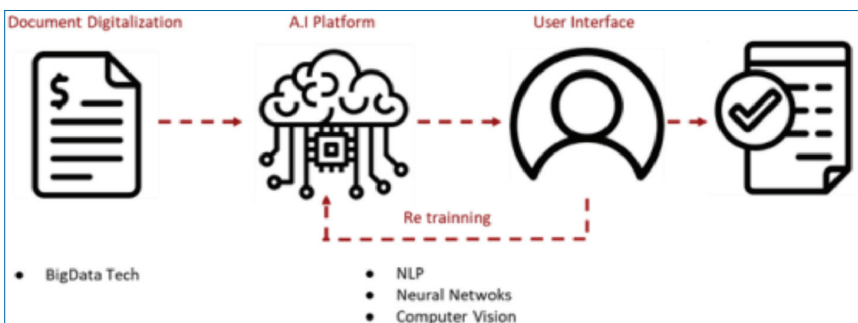 Document Digitalization
A.I Platform
User Interface
$
Re trainning
● BigData Tech
● NLP
● Neural Netwoks
● Computer Vision